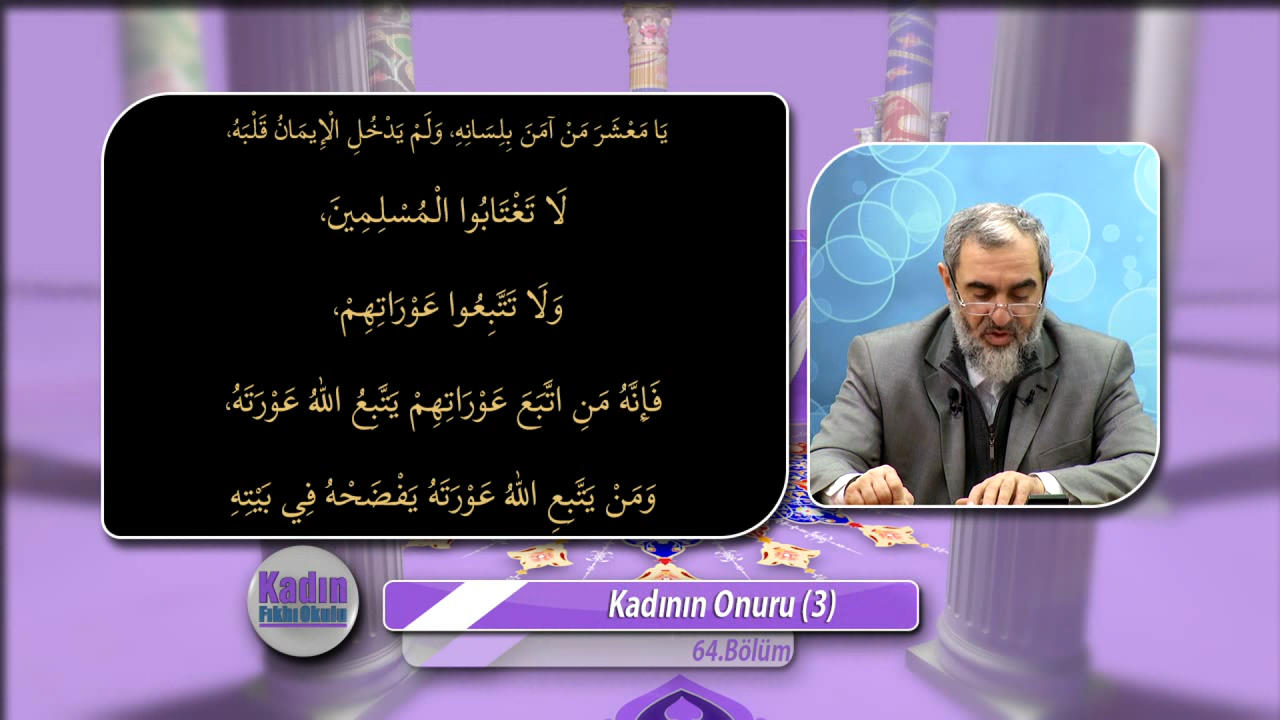 يَا مَعْشَرَ مَنْ آمَنَ بِلِسَانِهِ، وَلَمْ يَدْخُلِ الْإِيمَانُ قَلْبَهُ،
لَا تَغْتَابُوا الْمُسْلِمِينَ،
وَلَا تَتَّبِعُوا عَوْرَاتِهِمْ،
فَإِنَّهُ مَنِ اتَّبَعَ عَوْرَاتِهِمْ يَتَّبِعُ اللهُ عَوْرَتَهُ،
وَمَنْ يَتَّبِعِ اللهُ عَوْرَتَهُ يَفْضَحْهُ فِي بَيْتِهِ
Kadın
Fıkhı Okulu
Kadının Onuru (3)
64.Bölüm